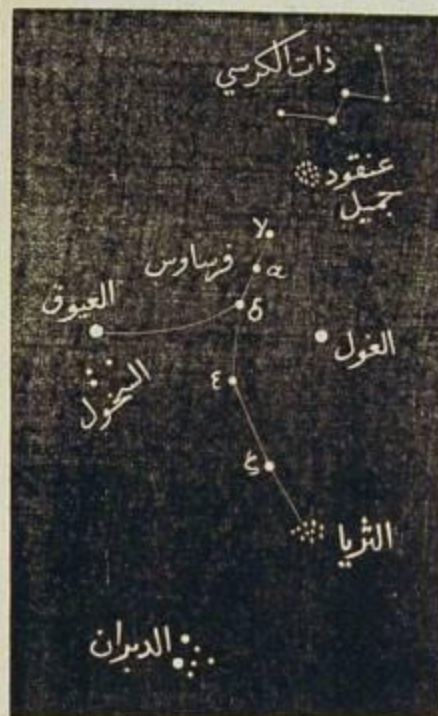 ذات الكرسي
عنقود
جميل
γ
فرساوس
α
العيوق
δ
الغول
السخول
ε
ζ
الثريا
الدبران